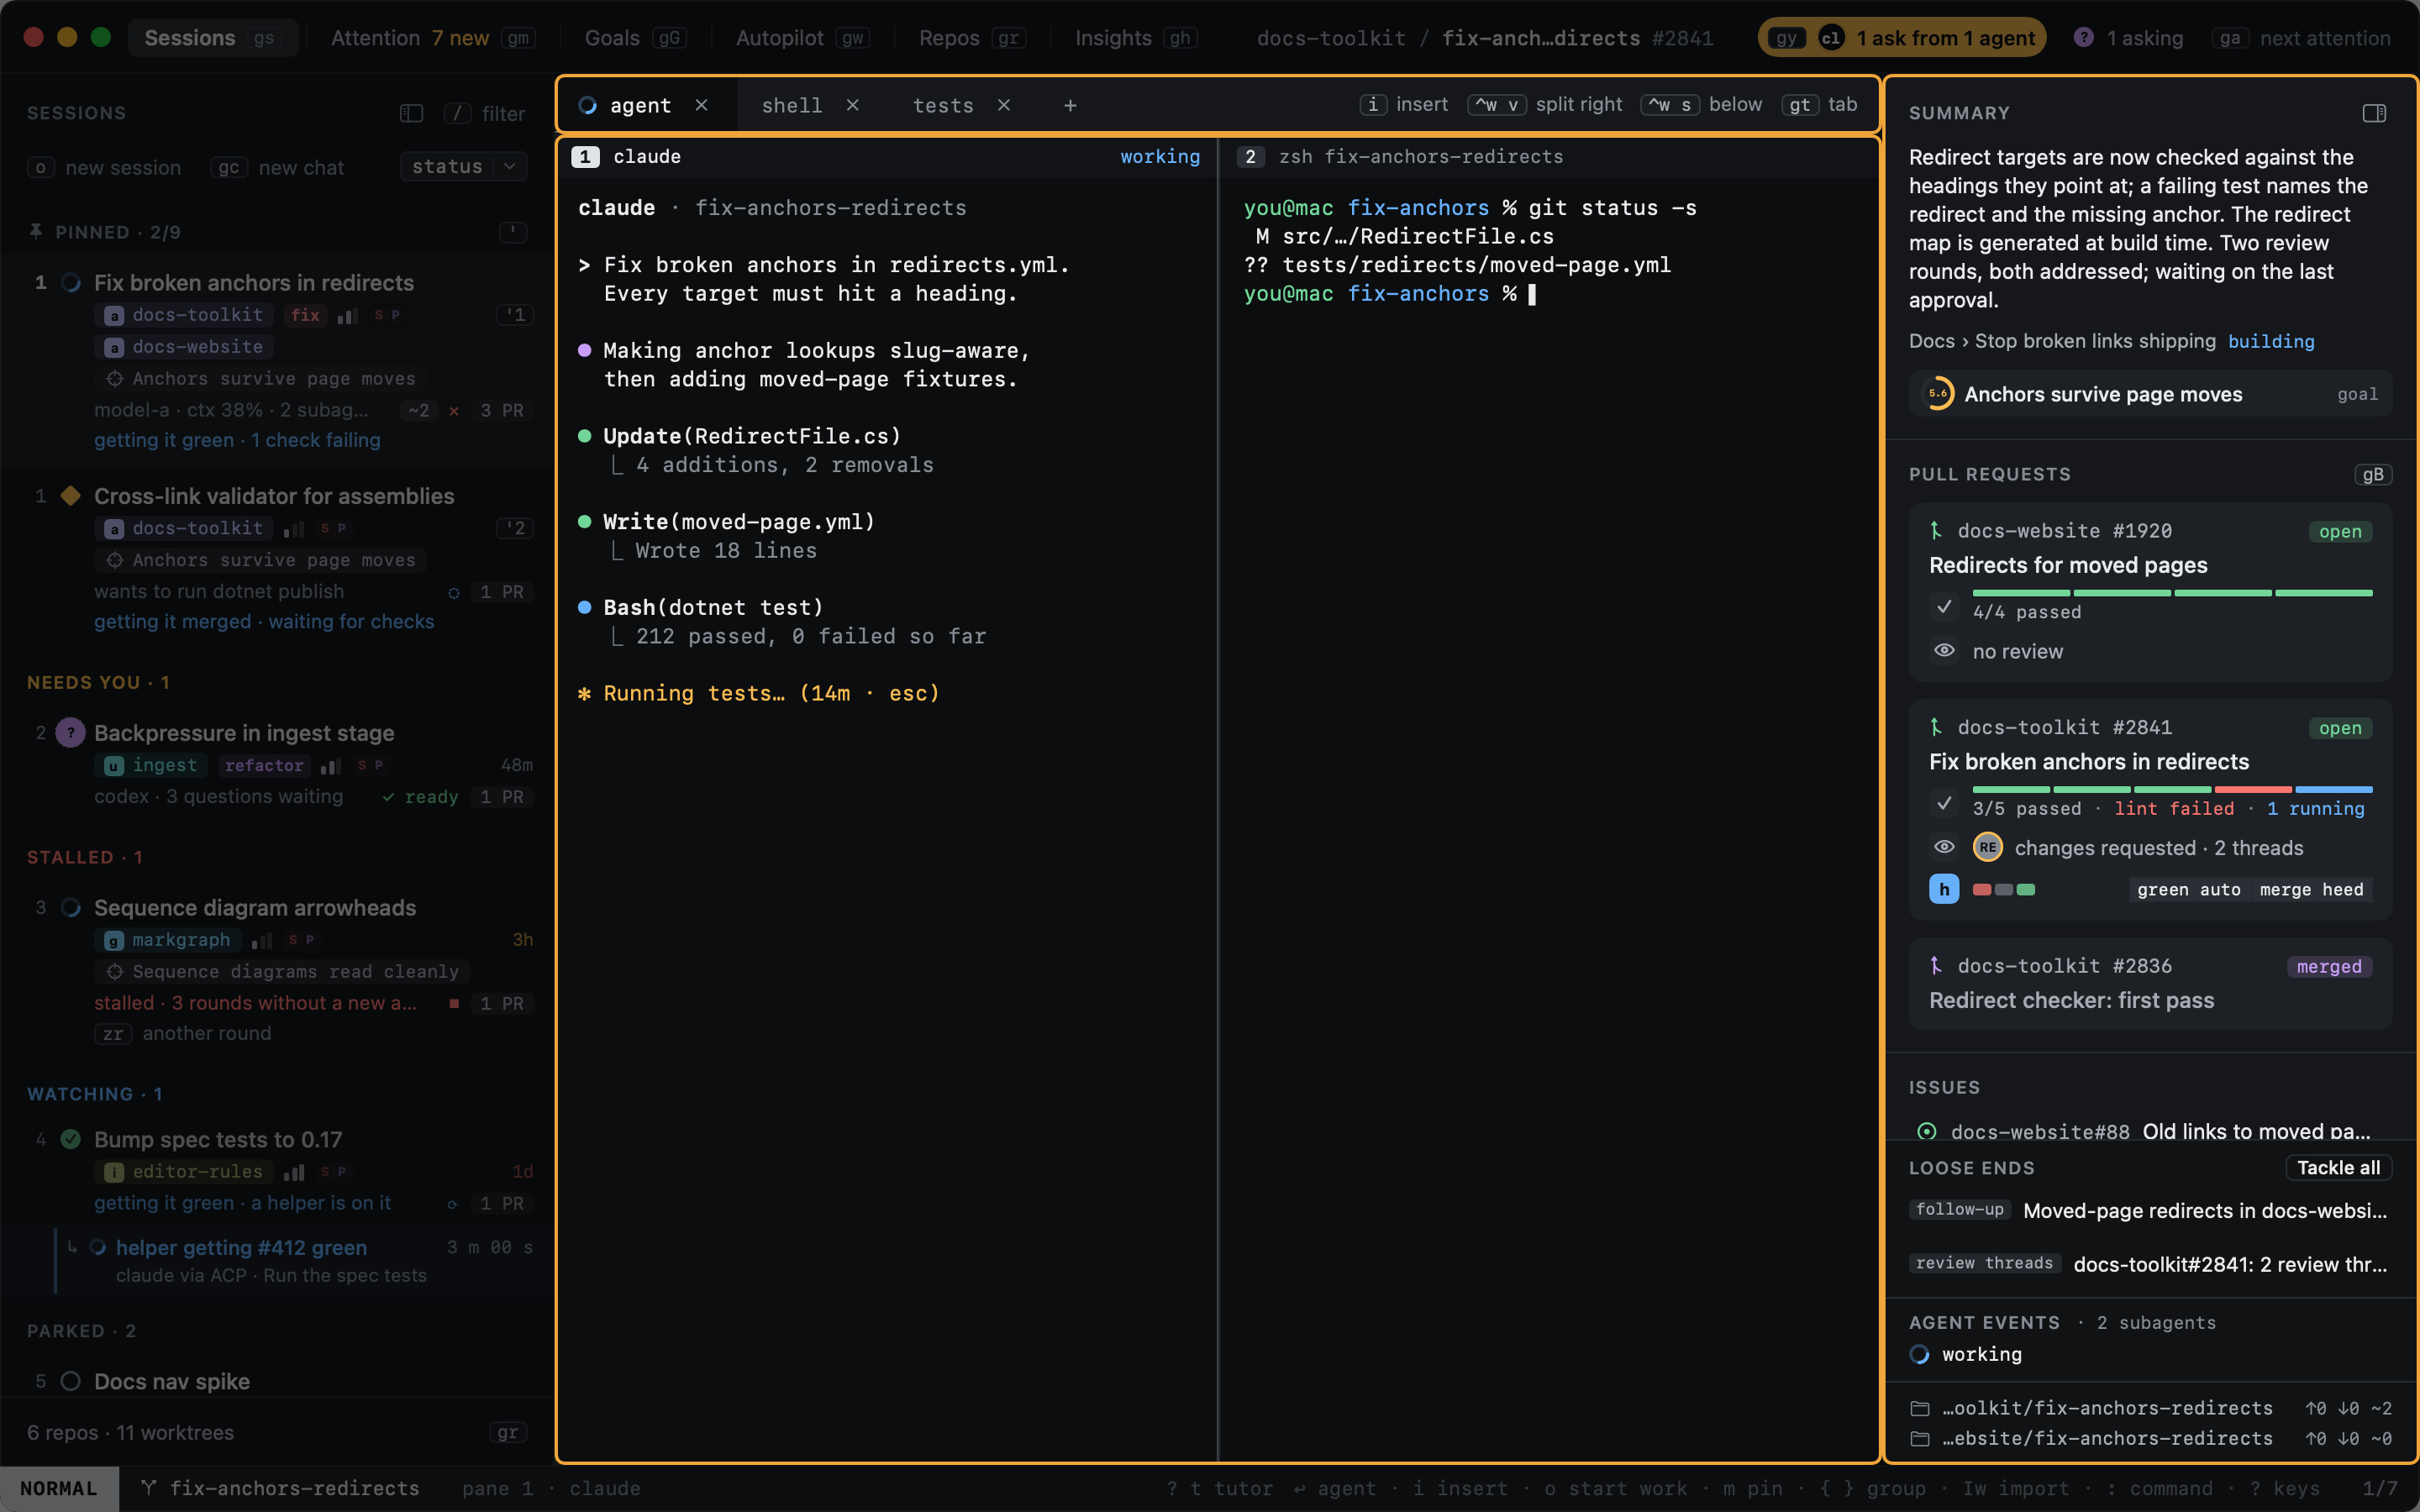 Sessions gs
Attention 7 new gm
Goals gG
Autopilot gw
Repos gr
Insights gh
docs-toolkit / fix-anch…directs #2841
gy cl 1 ask from 1 agent
? 1 asking
ga next attention
SESSIONS
/ filter
o new session gc new chat status
PINNED · 2/9 '
1 Fix broken anchors in redirects
a docs-toolkit fix S P '1
a docs-website
Anchors survive page moves
model-a · ctx 38% · 2 subag… ~2 × 3 PR
getting it green · 1 check failing
1 Cross-link validator for assemblies
a docs-toolkit S P '2
Anchors survive page moves
wants to run dotnet publish 1 PR
getting it merged · waiting for checks
NEEDS YOU · 1
2 ? Backpressure in ingest stage
u ingest refactor S P 48m
codex · 3 questions waiting ✓ ready 1 PR
STALLED · 1
3 Sequence diagram arrowheads
g markgraph S P 3h
Sequence diagrams read cleanly
stalled · 3 rounds without a new a… 1 PR
zr another round
WATCHING · 1
4 Bump spec tests to 0.17
i editor-rules S P 1d
getting it green · a helper is on it 1 PR
↳ helper getting #412 green 3 m 00 s
claude via ACP · Run the spec tests
PARKED · 2
5 Docs nav spike
6 repos · 11 worktrees gr
agent × shell × tests × +
i insert ^w v split right ^w s below gt tab
1 claude working
claude · fix-anchors-redirects
> Fix broken anchors in redirects.yml.
Every target must hit a heading.
● Making anchor lookups slug-aware,
then adding moved-page fixtures.
● Update(RedirectFile.cs)
⎿ 4 additions, 2 removals
● Write(moved-page.yml)
⎿ Wrote 18 lines
● Bash(dotnet test)
⎿ 212 passed, 0 failed so far
✻ Running tests… (14m · esc)
2 zsh fix-anchors-redirects
you@mac fix-anchors % git status -s
M src/…/RedirectFile.cs
?? tests/redirects/moved-page.yml
you@mac fix-anchors %
SUMMARY
Redirect targets are now checked against the
headings they point at; a failing test names the
redirect and the missing anchor. The redirect
map is generated at build time. Two review
rounds, both addressed; waiting on the last
approval.
Docs › Stop broken links shipping building
5.6 Anchors survive page moves goal
PULL REQUESTS gB
docs-website #1920 open
Redirects for moved pages
4/4 passed
no review
docs-toolkit #2841 open
Fix broken anchors in redirects
3/5 passed · lint failed · 1 running
RE changes requested · 2 threads
h green auto merge heed
docs-toolkit #2836 merged
Redirect checker: first pass
ISSUES
docs-website#88 Old links to moved pa…
LOOSE ENDS Tackle all
follow-up Moved-page redirects in docs-websi…
review threads docs-toolkit#2841: 2 review thr…
AGENT EVENTS · 2 subagents
working
…oolkit/fix-anchors-redirects ↑0 ↓0 ~2
…ebsite/fix-anchors-redirects ↑0 ↓0 ~0
NORMAL fix-anchors-redirects pane 1 · claude
? t tutor ↩ agent · i insert · o start work · m pin · { } group · Iw import · : command · ? keys 1/7